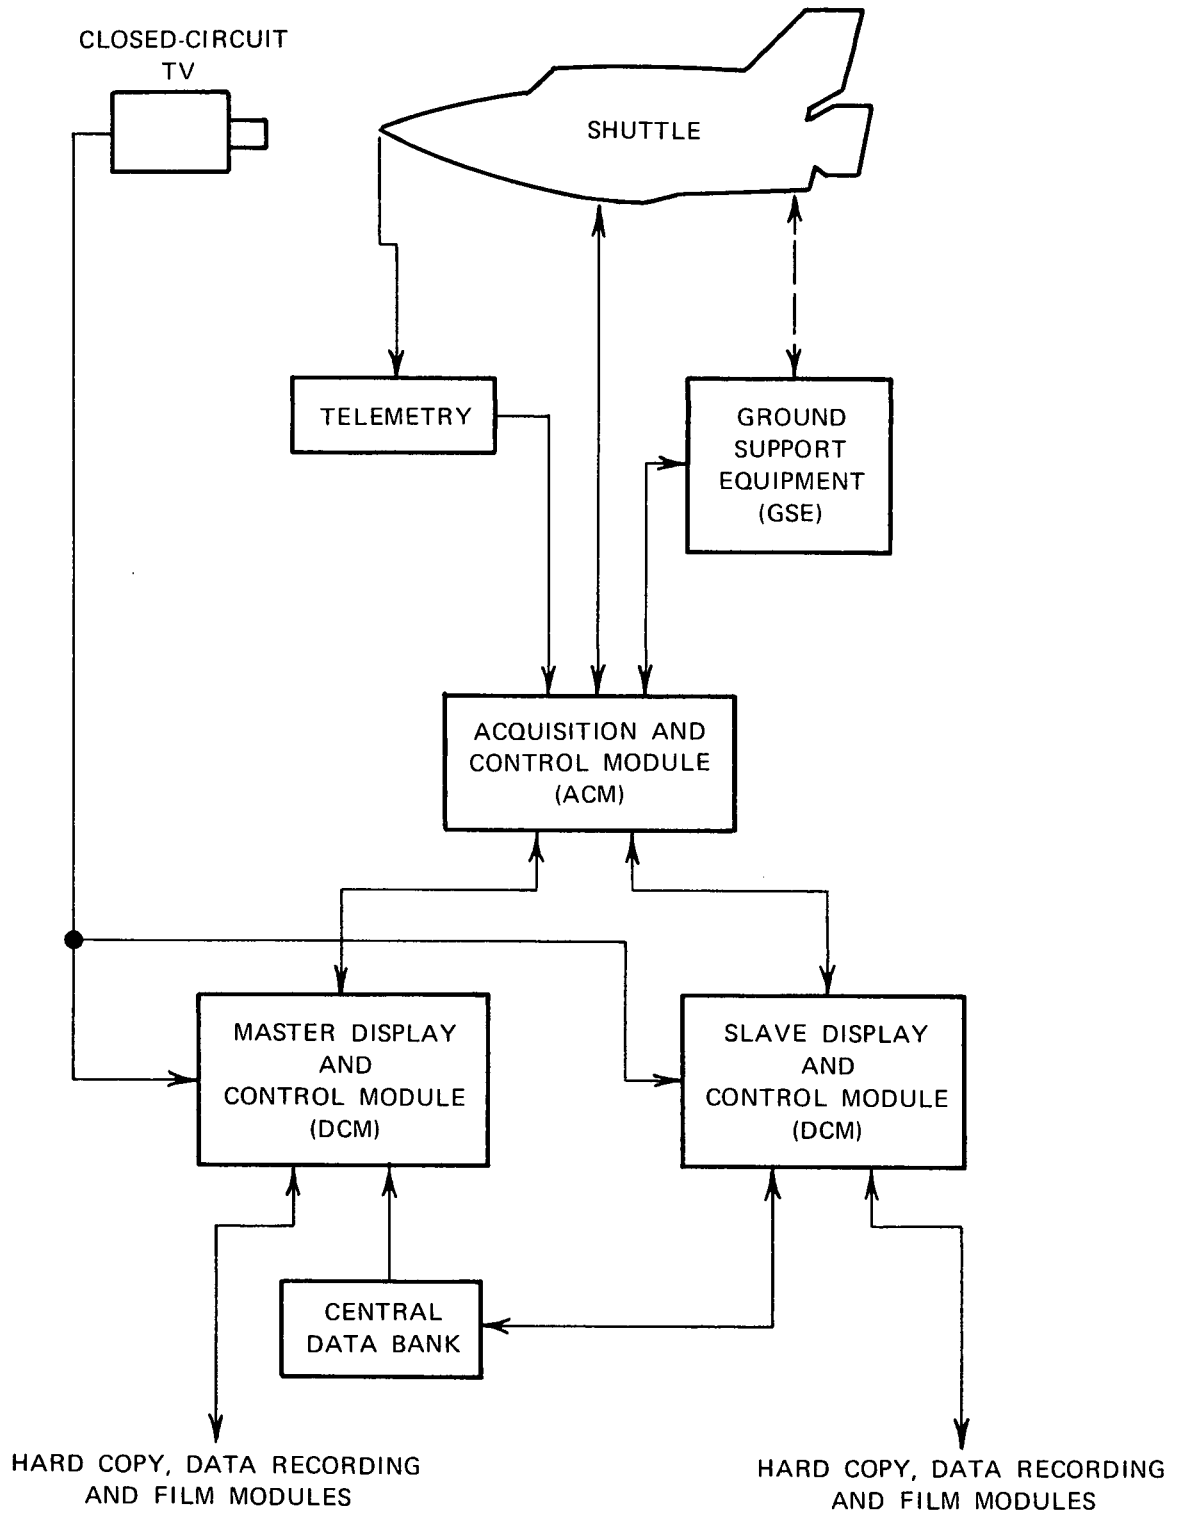 CLOSED-CIRCUIT
TV
SHUTTLE
TELEMETRY
GROUND
SUPPORT
EQUIPMENT
(GSE)
ACQUISITION AND
CONTROL MODULE
(ACM)
MASTER DISPLAY
AND
CONTROL MODULE
(DCM)
SLAVE DISPLAY
AND
CONTROL MODULE
(DCM)
CENTRAL
DATA BANK
HARD COPY, DATA RECORDING
AND FILM MODULES
HARD COPY, DATA RECORDING
AND FILM MODULES